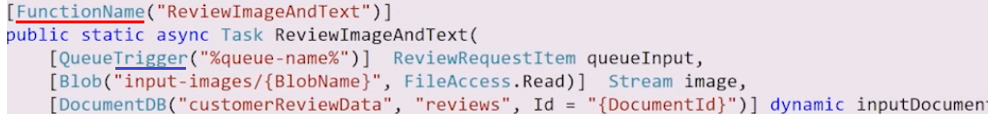 [FunctionName("ReviewImageAndText")]
public static async Task ReviewImageAndText(
[QueueTrigger("%queue-name%")] ReviewRequestItem queueInput,
[Blob("input-images/{BlobName}", FileAccess.Read)] Stream image,
[DocumentDB("customerReviewData", "reviews", Id = "{DocumentId}")] dynamic inputDocument